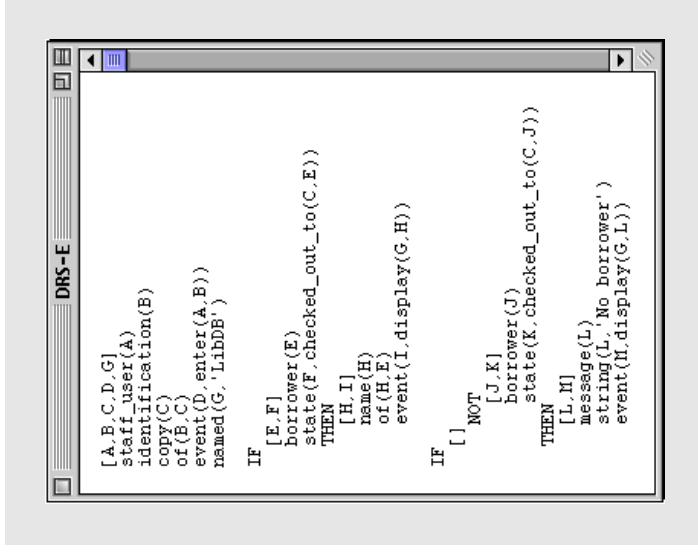 DRS-E
[A,B,C,D,G]
staff_user(A)
identification(B)
copy(C)
of(B,C)
event(D,enter(A,B))
named(G,'LibDB')
IF
[E,F]
borrower(E)
state(F,checked_out_to(C,E))
THEN
[H,I]
name(H)
of(H,E)
event(I,display(G,H))
IF
[]
NOT
[J,K]
borrower(J)
state(K,checked_out_to(C,J))
THEN
[L,M]
message(L)
string(L,'No borrower')
event(M,display(G,L))